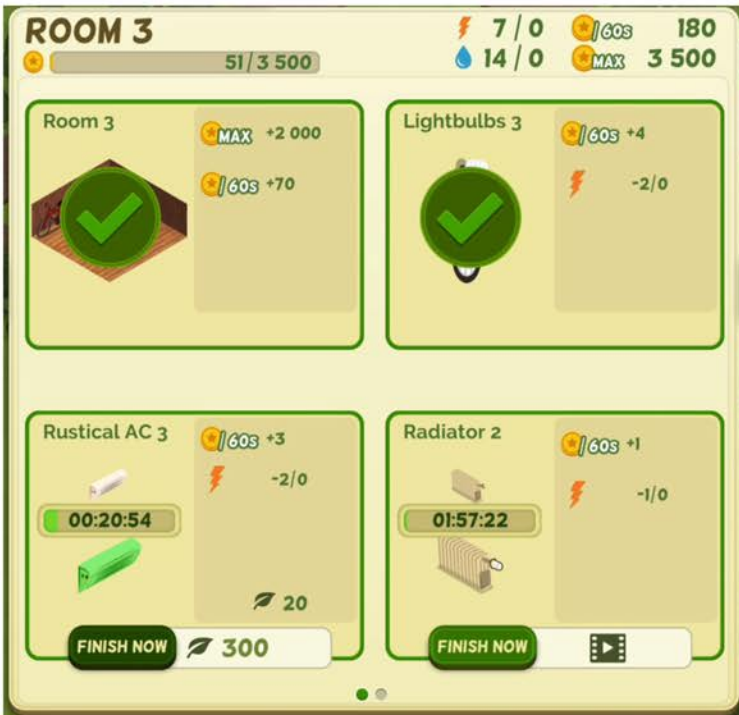 ROOM 3
7 / 0
/60s 180
51/3 500
14 / 0
MAX 3 500
Room 3
MAX +2 000
/60s +70
Lightbulbs 3
/60s +4
-2/0
Rustical AC 3
/60s +3
-2/0
00:20:54
20
FINISH NOW 300
Radiator 2
/60s +1
-1/0
01:57:22
FINISH NOW